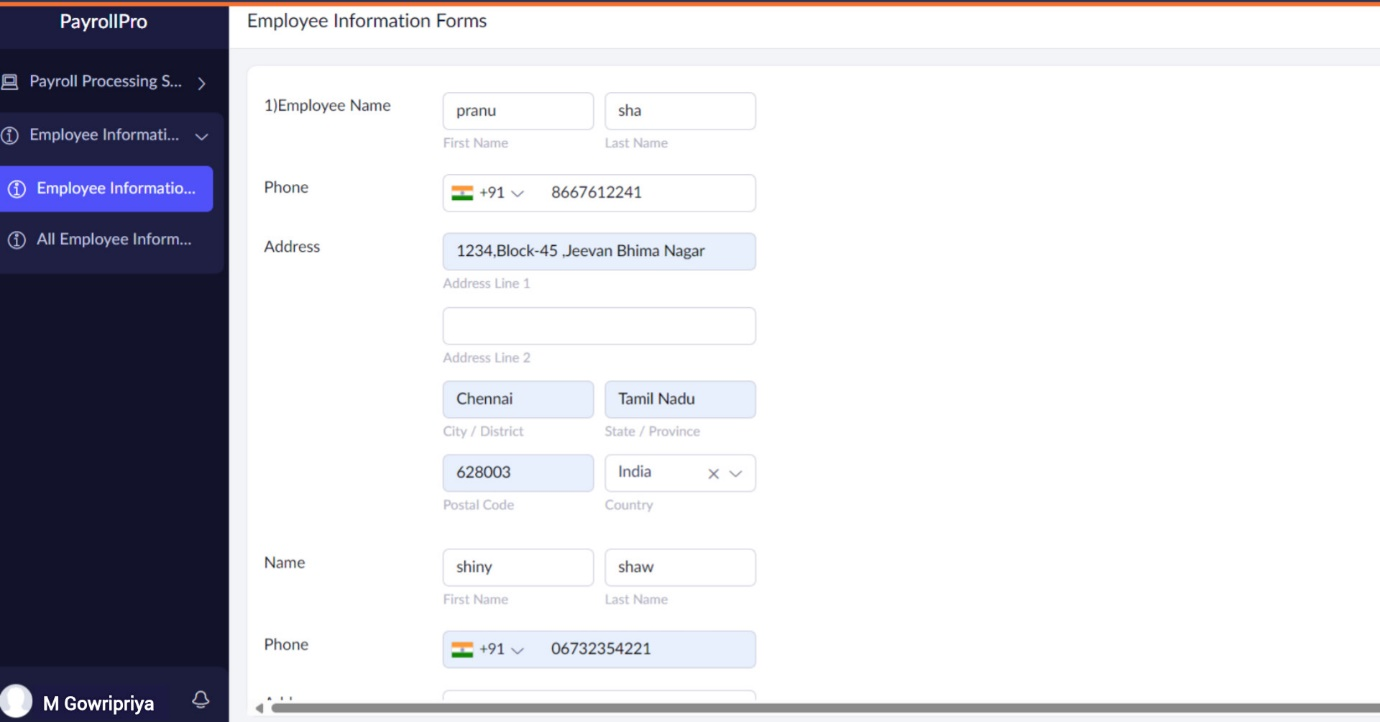 PayrollPro
Employee Information Forms
Payroll Processing S...
Employee Informati...
Employee Informatio...
All Employee Inform...
M Gowripriya
1)Employee Name
pranu sha
First Name Last Name
Phone
+91 8667612241
Address
1234,Block-45 ,Jeevan Bhima Nagar
Address Line 1
Address Line 2
Chennai Tamil Nadu
City / District State / Province
628003 India
Postal Code Country
Name
shiny shaw
First Name Last Name
Phone
+91 06732354221